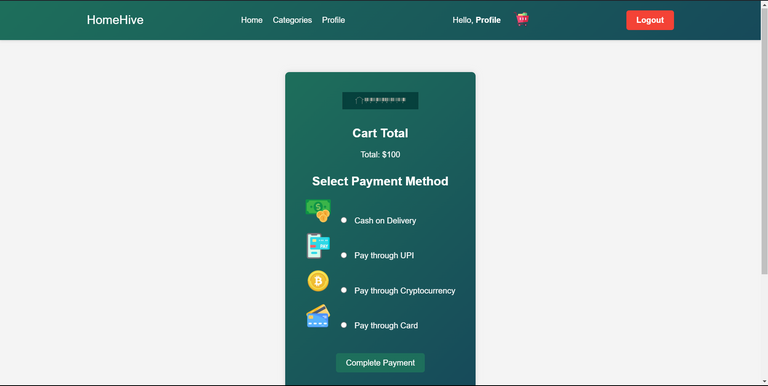 HomeHive
Home Categories Profile
Hello, Profile
Logout
Cart Total
Total: $100
Select Payment Method
Cash on Delivery
Pay through UPI
Pay through Cryptocurrency
Pay through Card
Complete Payment